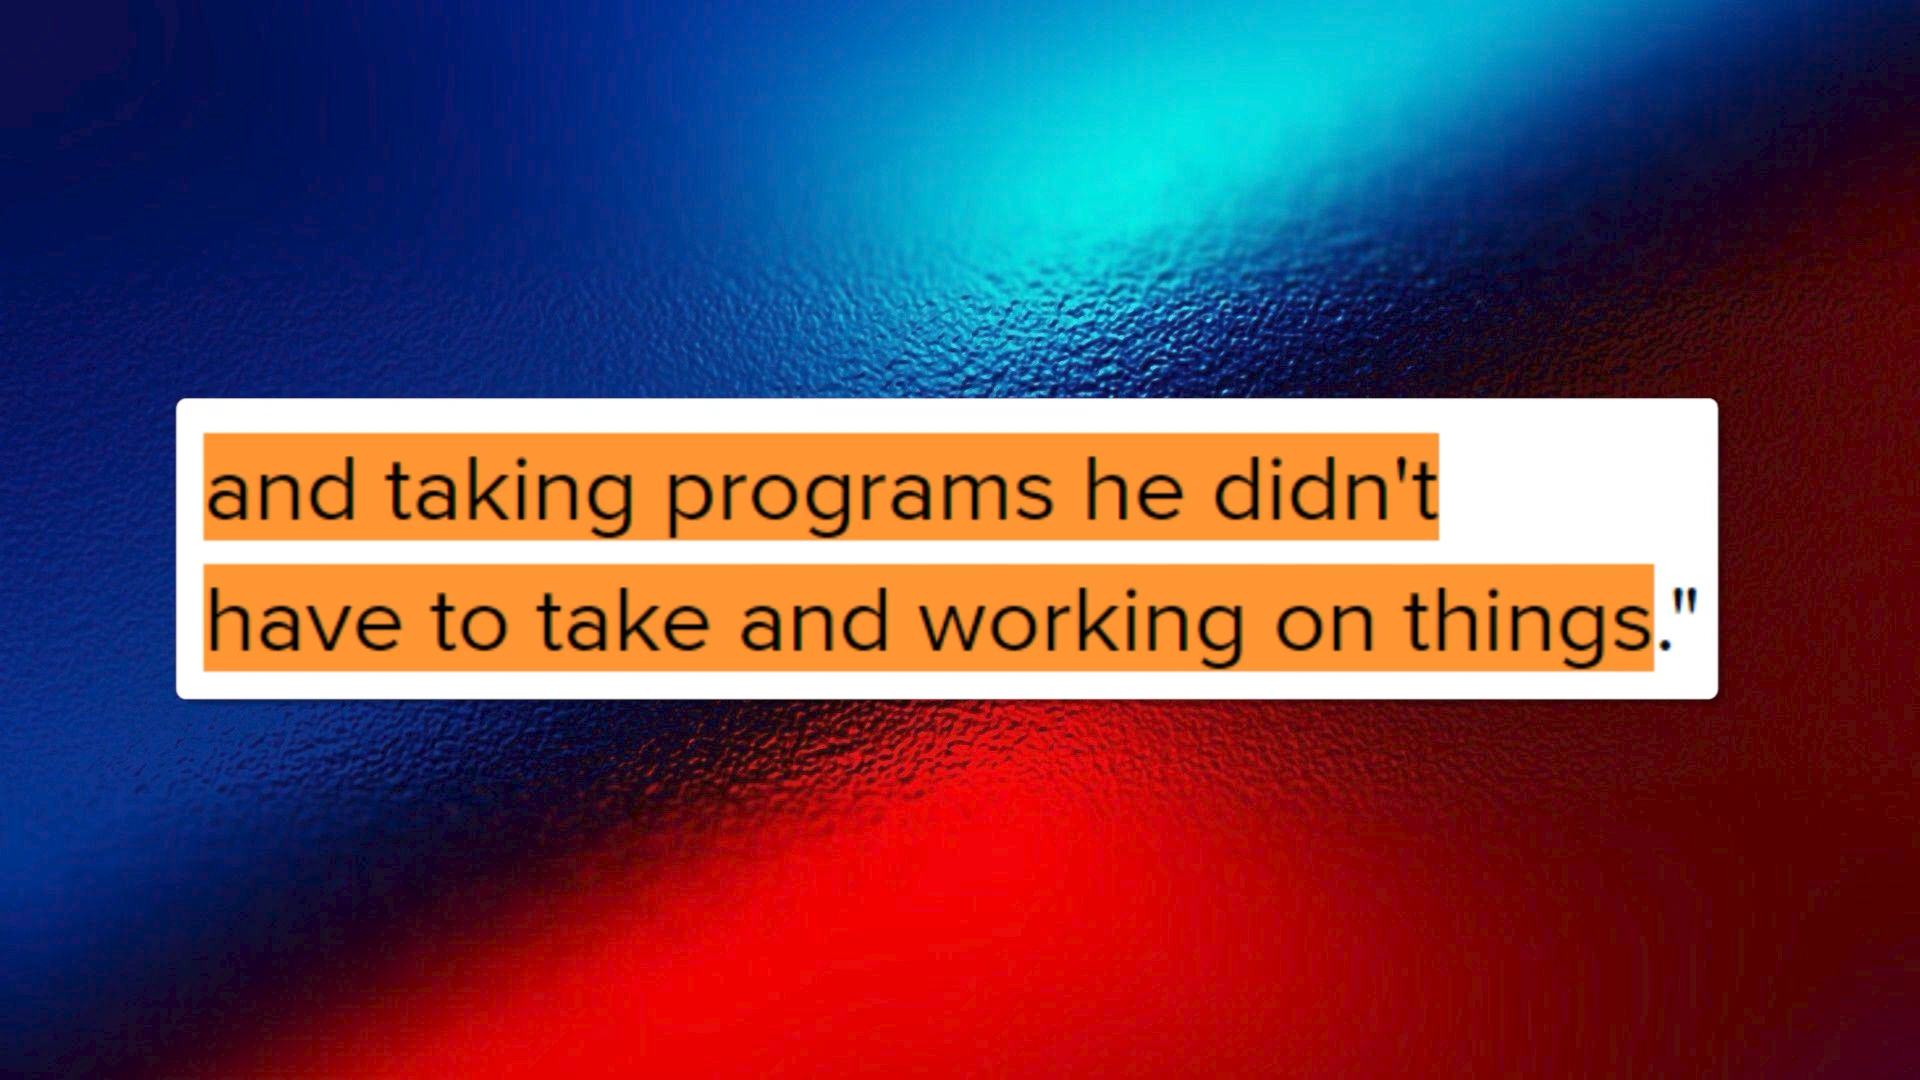 and taking programs he didn't
have to take and working on things."